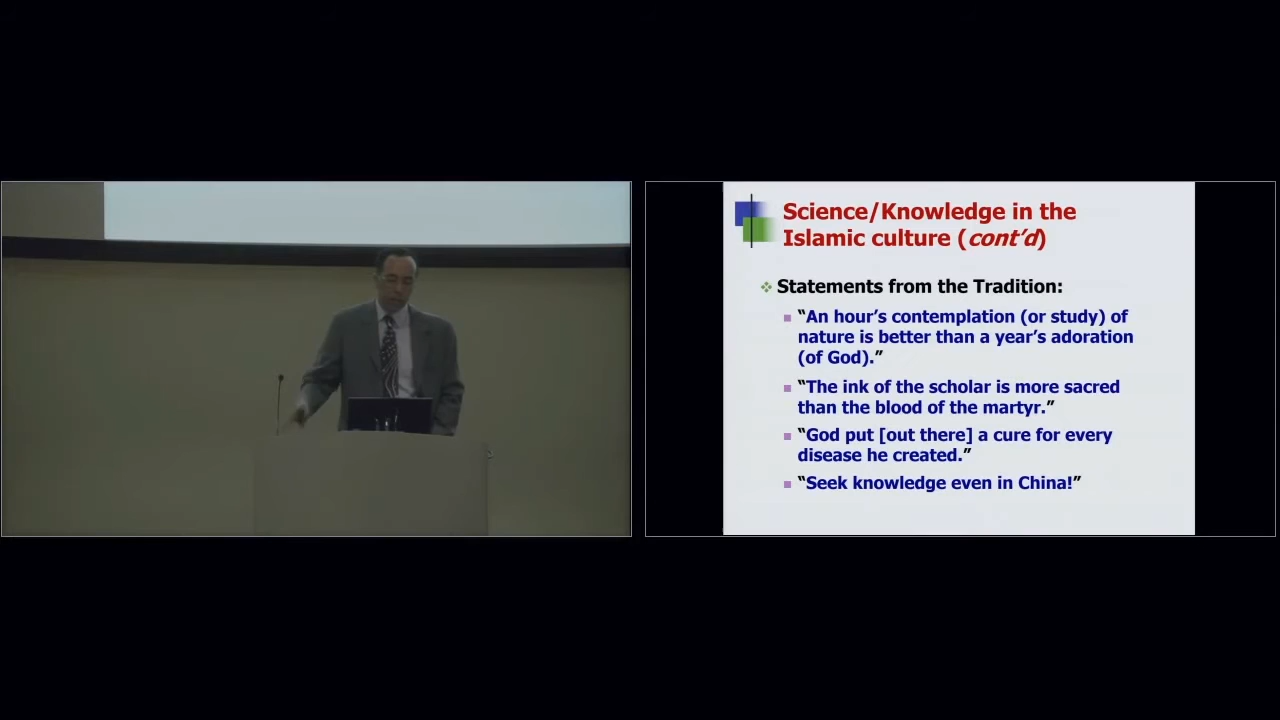 Science/Knowledge in the
Islamic culture (cont'd)
Statements from the Tradition:
"An hour's contemplation (or study) of
nature is better than a year's adoration
(of God)."
"The ink of the scholar is more sacred
than the blood of the martyr."
"God put [out there] a cure for every
disease he created."
"Seek knowledge even in China!"